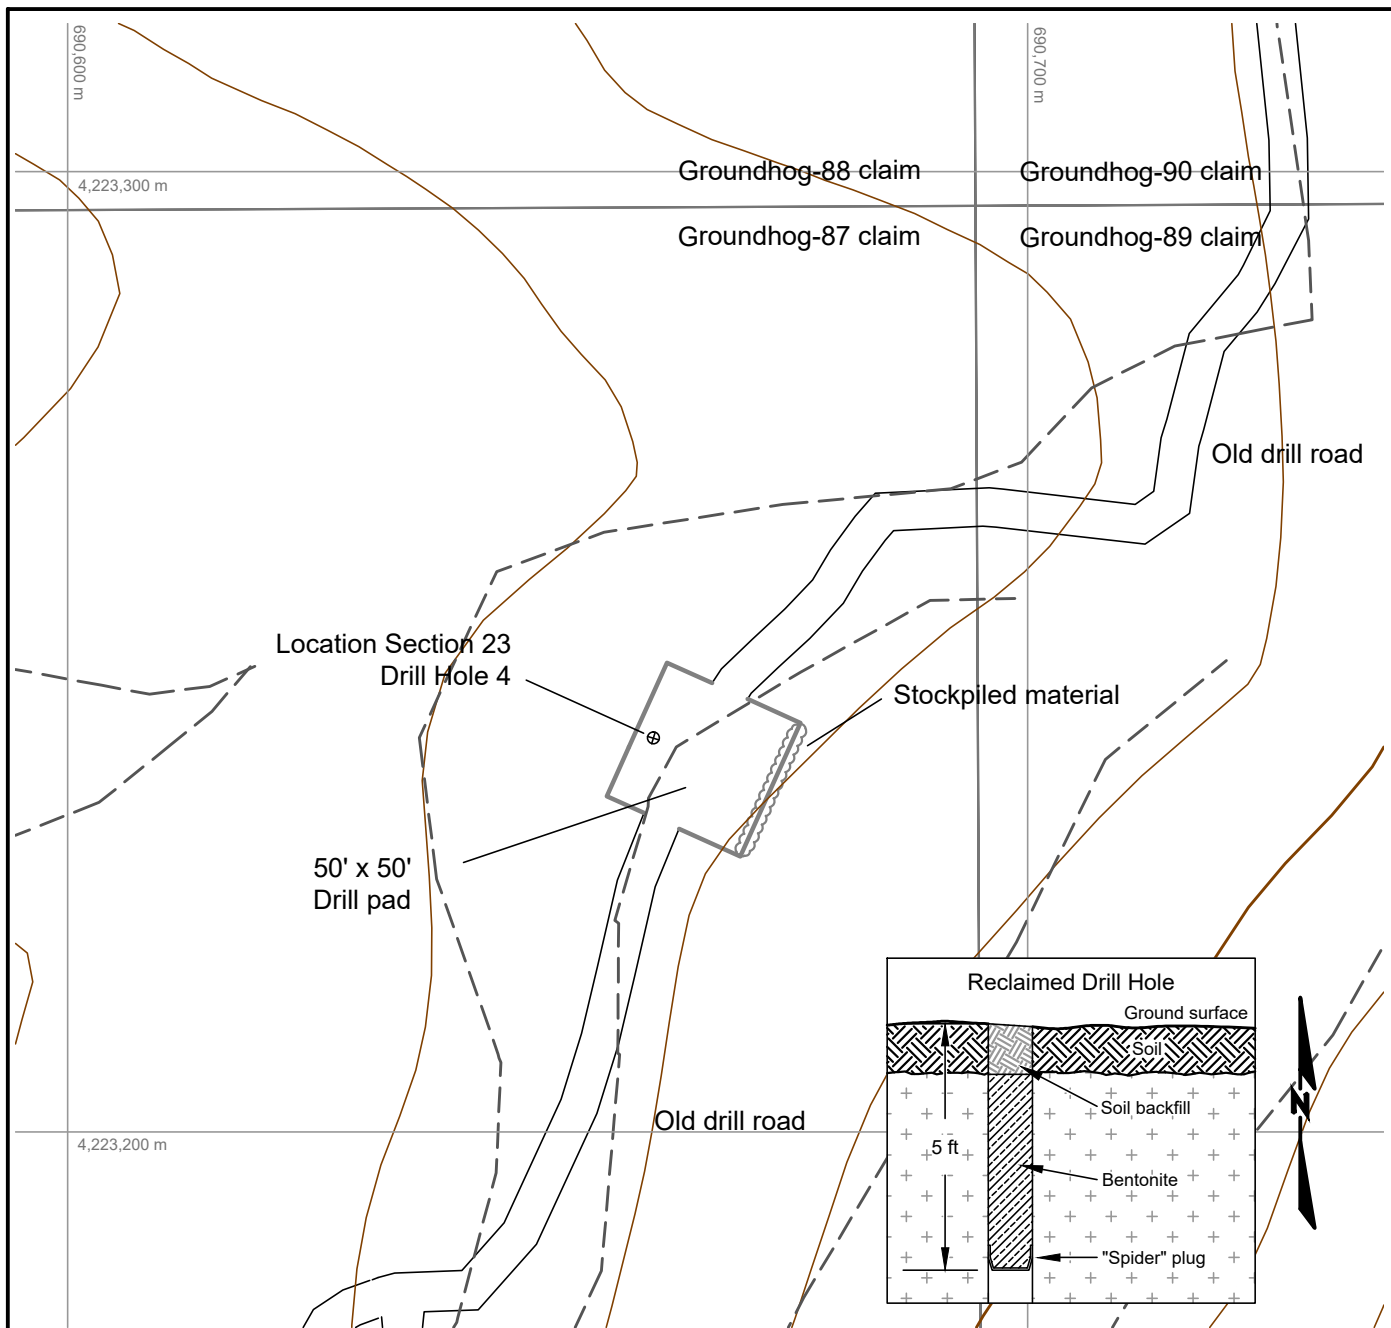 690,600 m
690,700 m
4,223,300 m
Groundhog-88 claim
Groundhog-90 claim
Groundhog-87 claim
Groundhog-89 claim
Old drill road
Location Section 23
Drill Hole 4
Stockpiled material
50' x 50'
Drill pad
Reclaimed Drill Hole
Ground surface
Soil
Soil backfill
Old drill road
4,223,200 m
5 ft
Bentonite
"Spider" plug
N